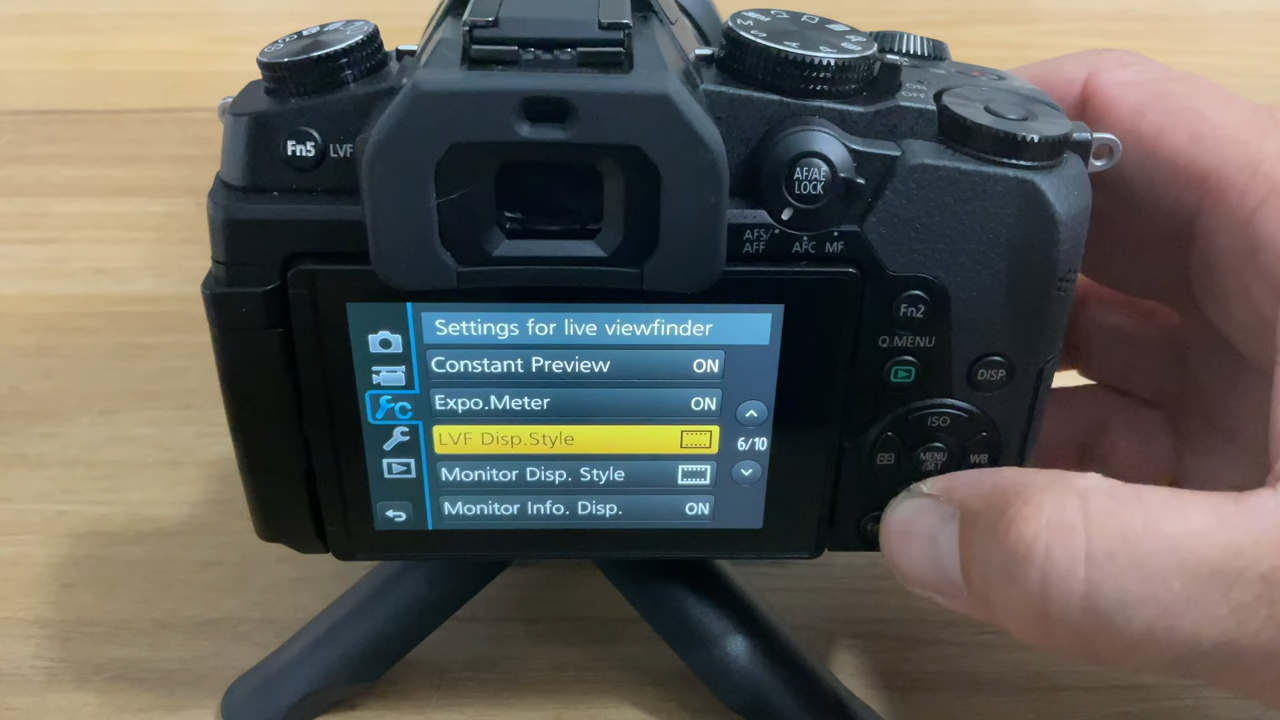 Fn5 LVF
AF/AE
LOCK
AFS/
AFF
AFC MF
ON
OFF
Fn2
Q.MENU
DISP.
ISO
MENU
/SET
WB
Settings for live viewfinder
Constant Preview ON
Expo.Meter ON
LVF Disp.Style
6/10
Monitor Disp. Style
Monitor Info. Disp. ON
C